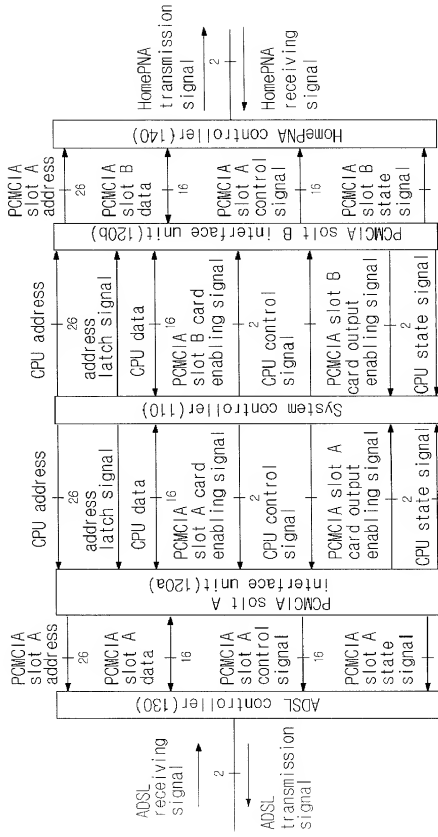 ADSL
receiving
signal
2
ADSL
transmission
signal
ADSL controller(130)
PCMCIA
slot A
address
26
PCMCIA
slot A
data
16
PCMCIA
slot A
control
signal
16
PCMCIA
slot A
state
signal
PCMCIA solt A
interface unit(120a)
CPU address
26
address
latch signal
CPU data
16
PCMCIA
slot A card
enabling signal
2
CPU control
signal
PCMCIA slot A
card output
enabling signal
2
CPU state signal
System controller(110)
CPU address
26
address
latch signal
CPU data
16
PCMCIA
slot B card
enabling signal
2
CPU control
signal
PCMCIA slot B
card output
enabling signal
2
CPU state signal
PCMCIA solt B interface unit(120b)
PCMCIA
slot A
address
26
PCMCIA
slot B
data
16
PCMCIA
slot A
control
signal
16
PCMCIA
slot B
state
signal
HomePNA controller(140)
HomePNA
transmission
signal
2
HomePNA
receiving
signal